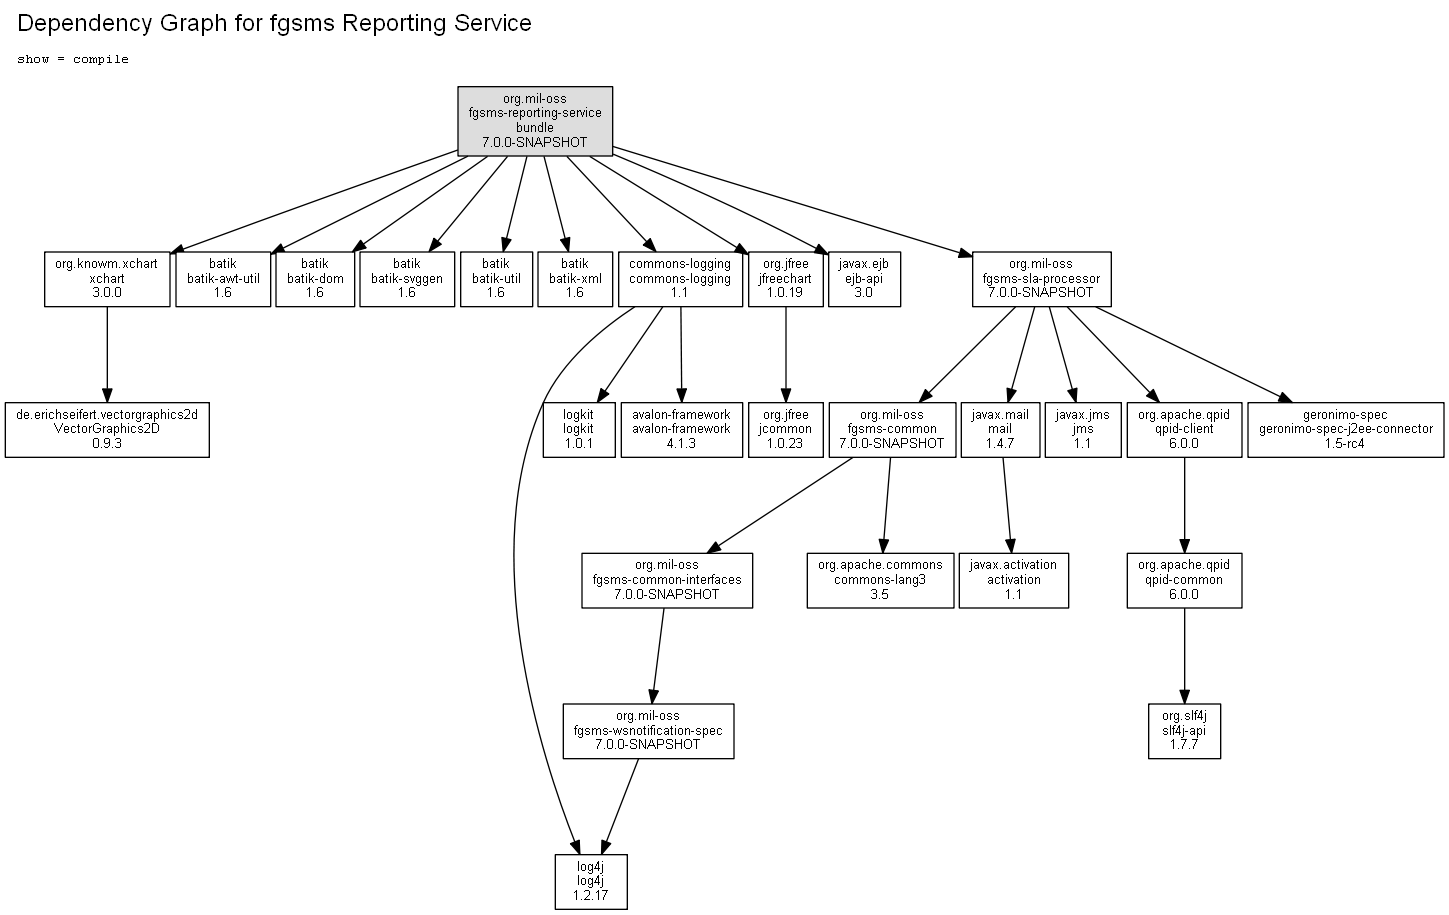 Dependency Graph for fgsms Reporting Service
show = compile
org.mil-oss
fgsms-reporting-service
bundle
7.0.0-SNAPSHOT
org.knowm.xchart
xchart
3.0.0
batik
batik-awt-util
1.6
batik
batik-dom
1.6
batik
batik-svggen
1.6
batik
batik-util
1.6
batik
batik-xml
1.6
commons-logging
commons-logging
1.1
org.jfree
jfreechart
1.0.19
javax.ejb
ejb-api
3.0
org.mil-oss
fgsms-sla-processor
7.0.0-SNAPSHOT
de.erichseifert.vectorgraphics2d
VectorGraphics2D
0.9.3
logkit
logkit
1.0.1
avalon-framework
avalon-framework
4.1.3
org.jfree
jcommon
1.0.23
org.mil-oss
fgsms-common
7.0.0-SNAPSHOT
javax.mail
mail
1.4.7
javax.jms
jms
1.1
org.apache.qpid
qpid-client
6.0.0
geronimo-spec
geronimo-spec-j2ee-connector
1.5-rc4
org.mil-oss
fgsms-common-interfaces
7.0.0-SNAPSHOT
org.apache.commons
commons-lang3
3.5
javax.activation
activation
1.1
org.apache.qpid
qpid-common
6.0.0
org.mil-oss
fgsms-wsnotification-spec
7.0.0-SNAPSHOT
org.slf4j
slf4j-api
1.7.7
log4j
log4j
1.2.17